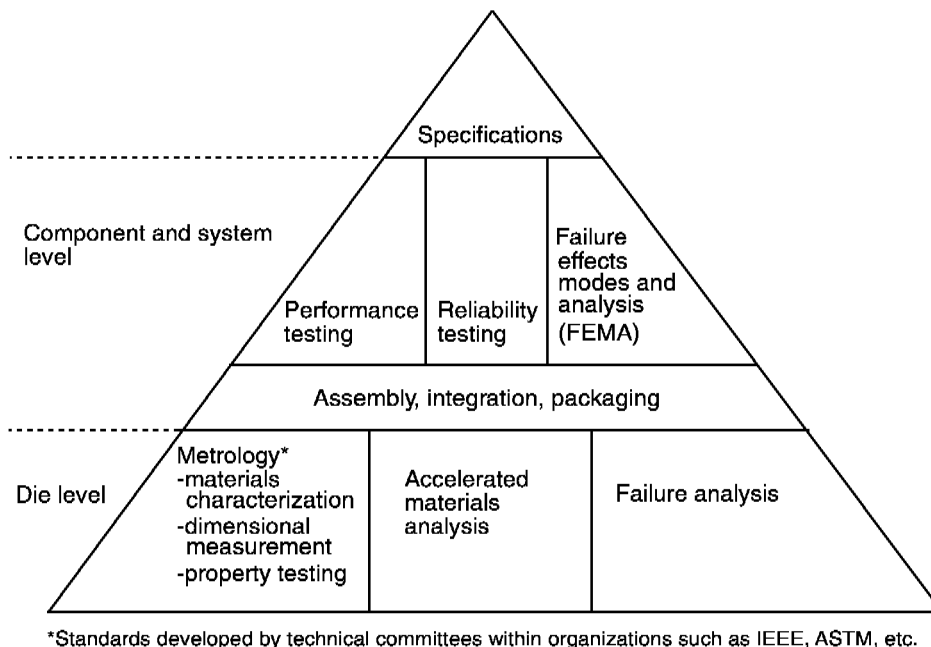 Specifications
Component and system
level
Performance
testing
Reliability
testing
Failure
effects
modes and
analysis
(FEMA)
Assembly, integration, packaging
Die level
Metrology*
-materials
characterization
-dimensional
measurement
-property testing
Accelerated
materials
analysis
Failure analysis
*Standards developed by technical committees within organizations such as IEEE, ASTM, etc.